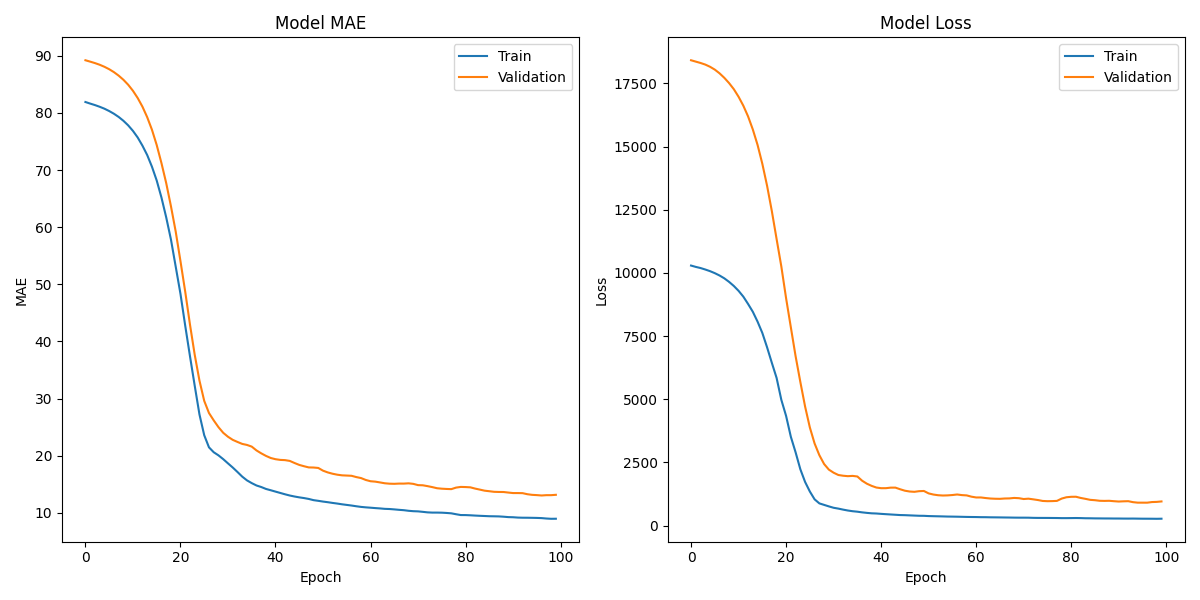 Model MAE
Train
Validation
MAE
90
80
70
60
50
40
30
20
10
0 20 40 60 80 100
Epoch
Model Loss
Train
Validation
Loss
17500
15000
12500
10000
7500
5000
2500
0
0 20 40 60 80 100
Epoch